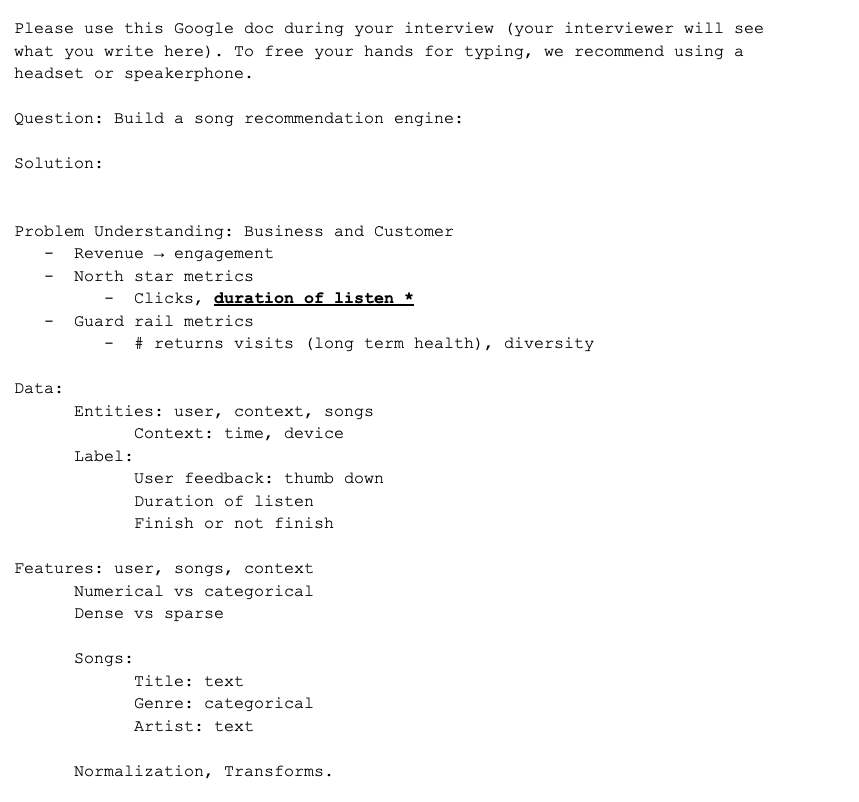 Please use this Google doc during your interview (your interviewer will see
what you write here). To free your hands for typing, we recommend using a
headset or speakerphone.
Question: Build a song recommendation engine:
Solution:
Problem Understanding: Business and Customer
- Revenue → engagement
- North star metrics
- Clicks, duration of listen *
- Guard rail metrics
- # returns visits (long term health), diversity
Data:
Entities: user, context, songs
Context: time, device
Label:
User feedback: thumb down
Duration of listen
Finish or not finish
Features: user, songs, context
Numerical vs categorical
Dense vs sparse
Songs:
Title: text
Genre: categorical
Artist: text
Normalization, Transforms.